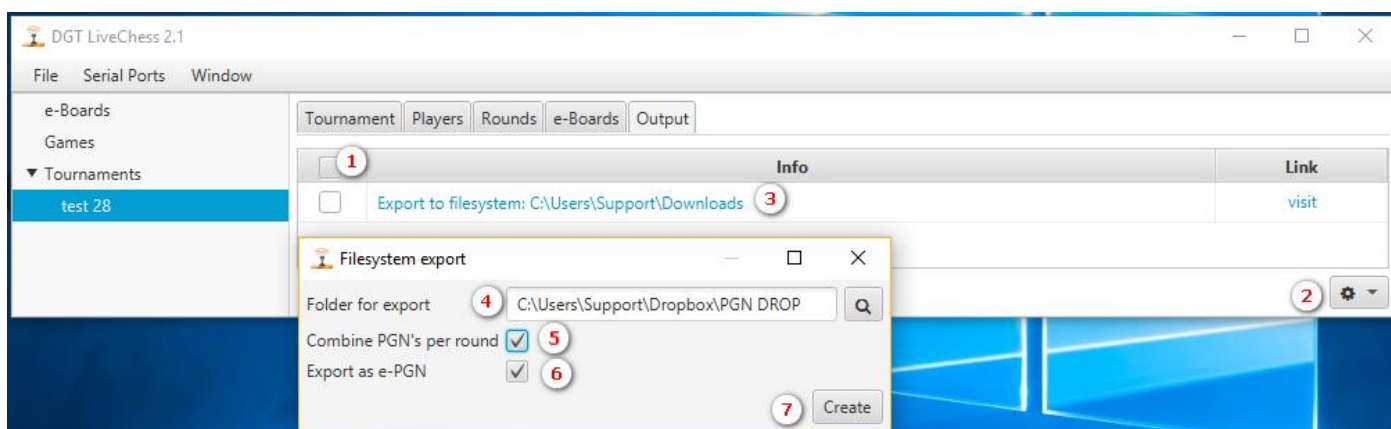 DGT LiveChess 2.1
File Serial Ports Window
e-Boards
Games
Tournaments
test 28
Tournament Players Rounds e-Boards Output
1 Info Link
Export to filesystem: C:\Users\Support\Downloads 3 visit
2
Filesystem export
Folder for export 4 C:\Users\Support\Dropbox\PGN DROP
Combine PGN's per round 5
Export as e-PGN 6
7 Create